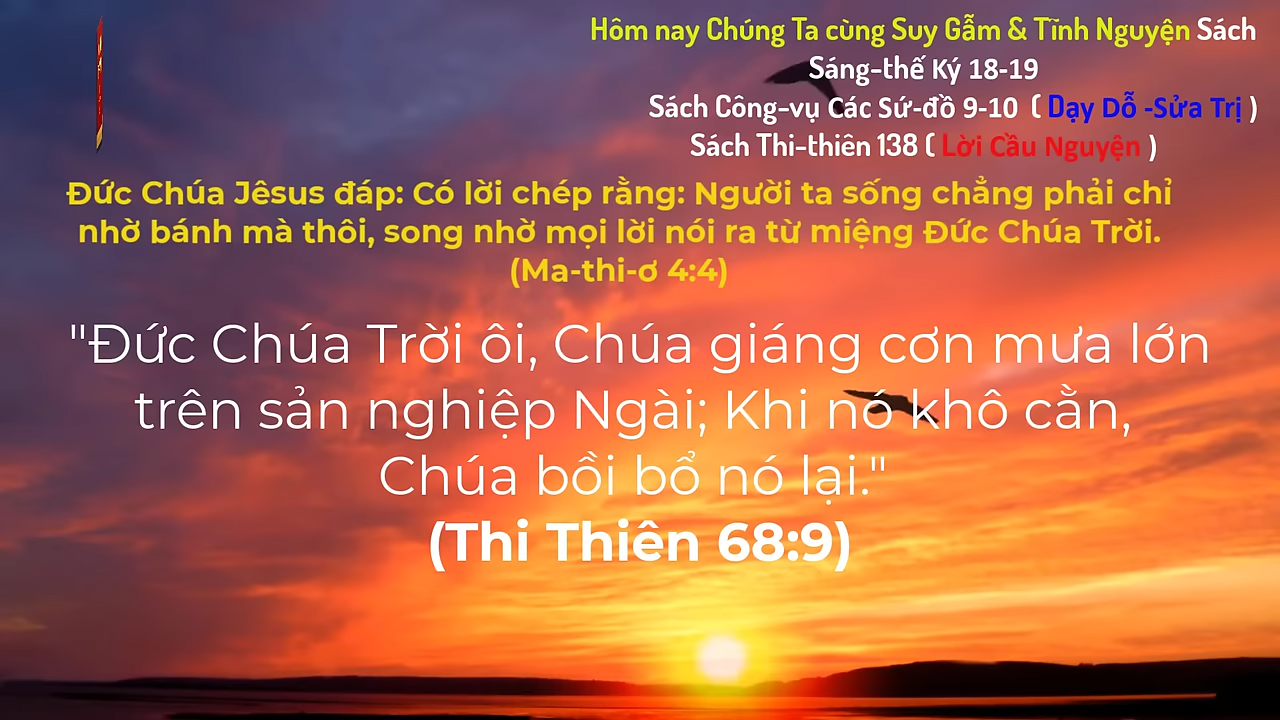 Hôm nay Chúng Ta cùng Suy Gẫm & Tĩnh Nguyện Sách
Sáng-thế Ký 18-19
Sách Công-vụ Các Sứ-đồ 9-10 ( Dạy Dỗ -Sửa Trị )
Sách Thi-thiên 138 ( Lời Cầu Nguyện )
Đức Chúa Jêsus đáp: Có lời chép rằng: Người ta sống chẳng phải chỉ
nhờ bánh mà thôi, song nhờ mọi lời nói ra từ miệng Đức Chúa Trời.
(Ma-thi-ơ 4:4)
"Đức Chúa Trời ôi, Chúa giáng cơn mưa lớn
trên sản nghiệp Ngài; Khi nó khô cằn,
Chúa bồi bổ nó lại."
(Thi Thiên 68:9)